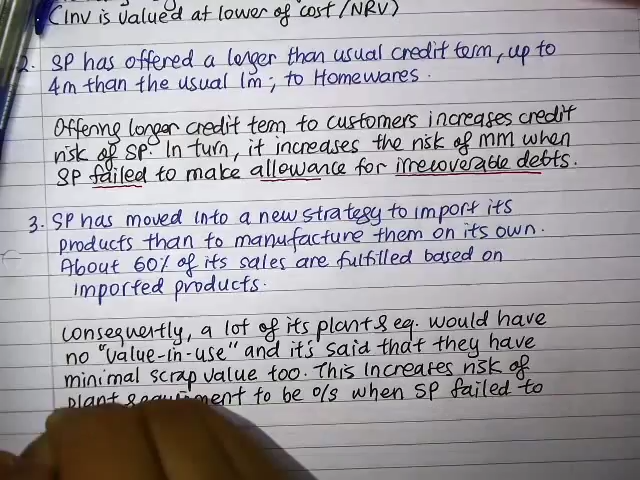 (inv is valued at lower of cost/NRV)
2. SP has offered a longer than usual credit term, up to
4m than the usual 1m; to Homewares.
Offering longer credit tem to customers increases credit
risk of SP. In turn, it increases the risk of MM when
SP failed to make allowance for irrecoverable debts.
3. SP has moved into a new strategy to import its
products than to manufacture them on its own.
About 60% of its sales are fulfilled based on
imported products.
Consequently, a lot of its plant & eq. would have
no "value-in-use" and it's said that they have
minimal scrap value too. This increases risk of
plant & equipment to be o/s when SP failed to